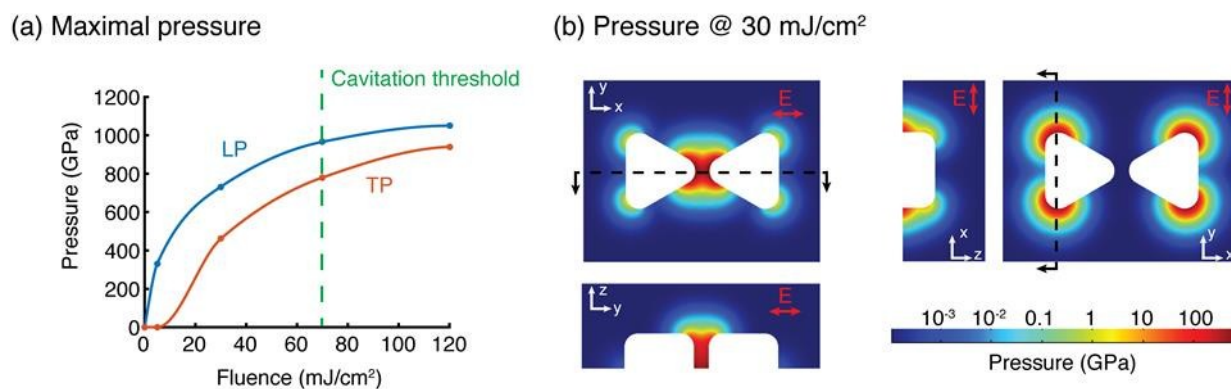 (a) Maximal pressure
Cavitation threshold
1200
1000
800
600
400
200
0
Pressure (GPa)
LP
TP
0 20 40 60 80 100 120
Fluence (mJ/cm²)
(b) Pressure @ 30 mJ/cm²
y
x
E
z
y
E
E
x
z
y
x
10⁻³ 10⁻² 0.1 1 10 100
Pressure (GPa)